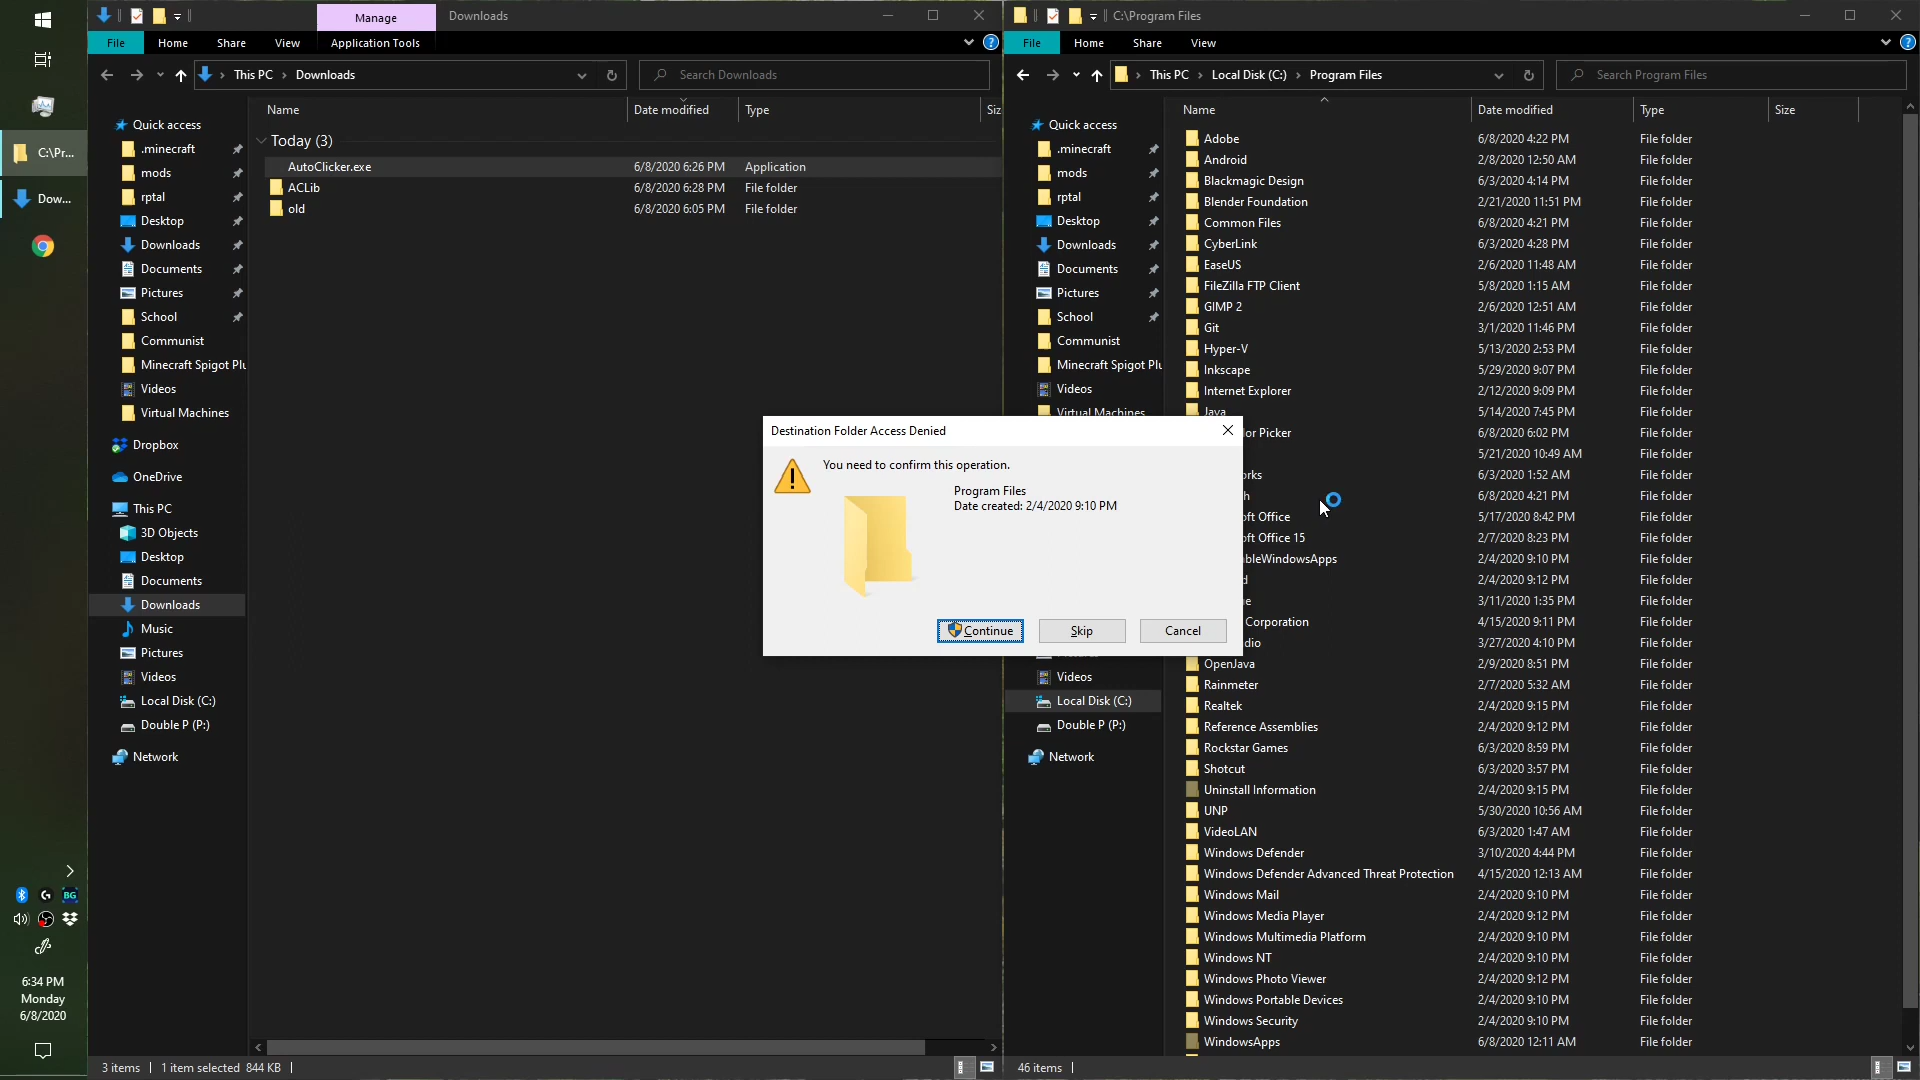 C:\Pr...
Dow...
BG
6:34 PM
Monday
6/8/2020
Manage
Downloads
File
Home
Share
View
Application Tools
This PC
Downloads
Search Downloads
Quick access
.minecraft
mods
rptal
Desktop
Downloads
Documents
Pictures
School
Communist
Minecraft Spigot Plu
Videos
Virtual Machines
Dropbox
OneDrive
This PC
3D Objects
Desktop
Documents
Downloads
Music
Pictures
Videos
Local Disk (C:)
Double P (P:)
Network
Name Date modified Type Siz
Today (3)
AutoClicker.exe 6/8/2020 6:26 PM Application
ACLib 6/8/2020 6:28 PM File folder
old 6/8/2020 6:05 PM File folder
3 items 1 item selected 844 KB
C:\Program Files
File
Home
Share
View
This PC
Local Disk (C:)
Program Files
Search Program Files
Quick access
.minecraft
mods
rptal
Desktop
Downloads
Documents
Pictures
School
Communist
Minecraft Spigot Plu
Videos
Virtual Machines
Videos
Local Disk (C:)
Double P (P:)
Network
Name Date modified Type Size
Adobe 6/8/2020 4:22 PM File folder
Android 2/8/2020 12:50 AM File folder
Blackmagic Design 6/3/2020 4:14 PM File folder
Blender Foundation 2/21/2020 11:51 PM File folder
Common Files 6/8/2020 4:21 PM File folder
CyberLink 6/3/2020 4:28 PM File folder
EaseUS 2/6/2020 11:48 AM File folder
FileZilla FTP Client 5/8/2020 1:15 AM File folder
GIMP 2 2/6/2020 12:51 AM File folder
Git 3/1/2020 11:46 PM File folder
Hyper-V 5/13/2020 2:53 PM File folder
Inkscape 5/29/2020 9:07 PM File folder
Internet Explorer 2/12/2020 9:09 PM File folder
Java 5/14/2020 7:45 PM File folder
or Picker 6/8/2020 6:02 PM File folder
5/21/2020 10:49 AM File folder
orks 6/3/2020 1:52 AM File folder
h 6/8/2020 4:21 PM File folder
oft Office 5/17/2020 8:42 PM File folder
oft Office 15 2/7/2020 8:23 PM File folder
bleWindowsApps 2/4/2020 9:10 PM File folder
d 2/4/2020 9:12 PM File folder
e 3/11/2020 1:35 PM File folder
Corporation 4/15/2020 9:11 PM File folder
dio 3/27/2020 4:10 PM File folder
OpenJava 2/9/2020 8:51 PM File folder
Rainmeter 2/7/2020 5:32 AM File folder
Realtek 2/4/2020 9:15 PM File folder
Reference Assemblies 2/4/2020 9:12 PM File folder
Rockstar Games 6/3/2020 8:59 PM File folder
Shotcut 6/3/2020 3:57 PM File folder
Uninstall Information 2/4/2020 9:15 PM File folder
UNP 5/30/2020 10:56 AM File folder
VideoLAN 6/3/2020 1:47 AM File folder
Windows Defender 3/10/2020 4:44 PM File folder
Windows Defender Advanced Threat Protection 4/15/2020 12:13 AM File folder
Windows Mail 2/4/2020 9:10 PM File folder
Windows Media Player 2/4/2020 9:12 PM File folder
Windows Multimedia Platform 2/4/2020 9:10 PM File folder
Windows NT 2/4/2020 9:10 PM File folder
Windows Photo Viewer 2/4/2020 9:12 PM File folder
Windows Portable Devices 2/4/2020 9:10 PM File folder
Windows Security 2/4/2020 9:10 PM File folder
WindowsApps 6/8/2020 12:11 AM File folder
46 items
Destination Folder Access Denied
You need to confirm this operation.
Program Files
Date created: 2/4/2020 9:10 PM
Continue
Skip
Cancel